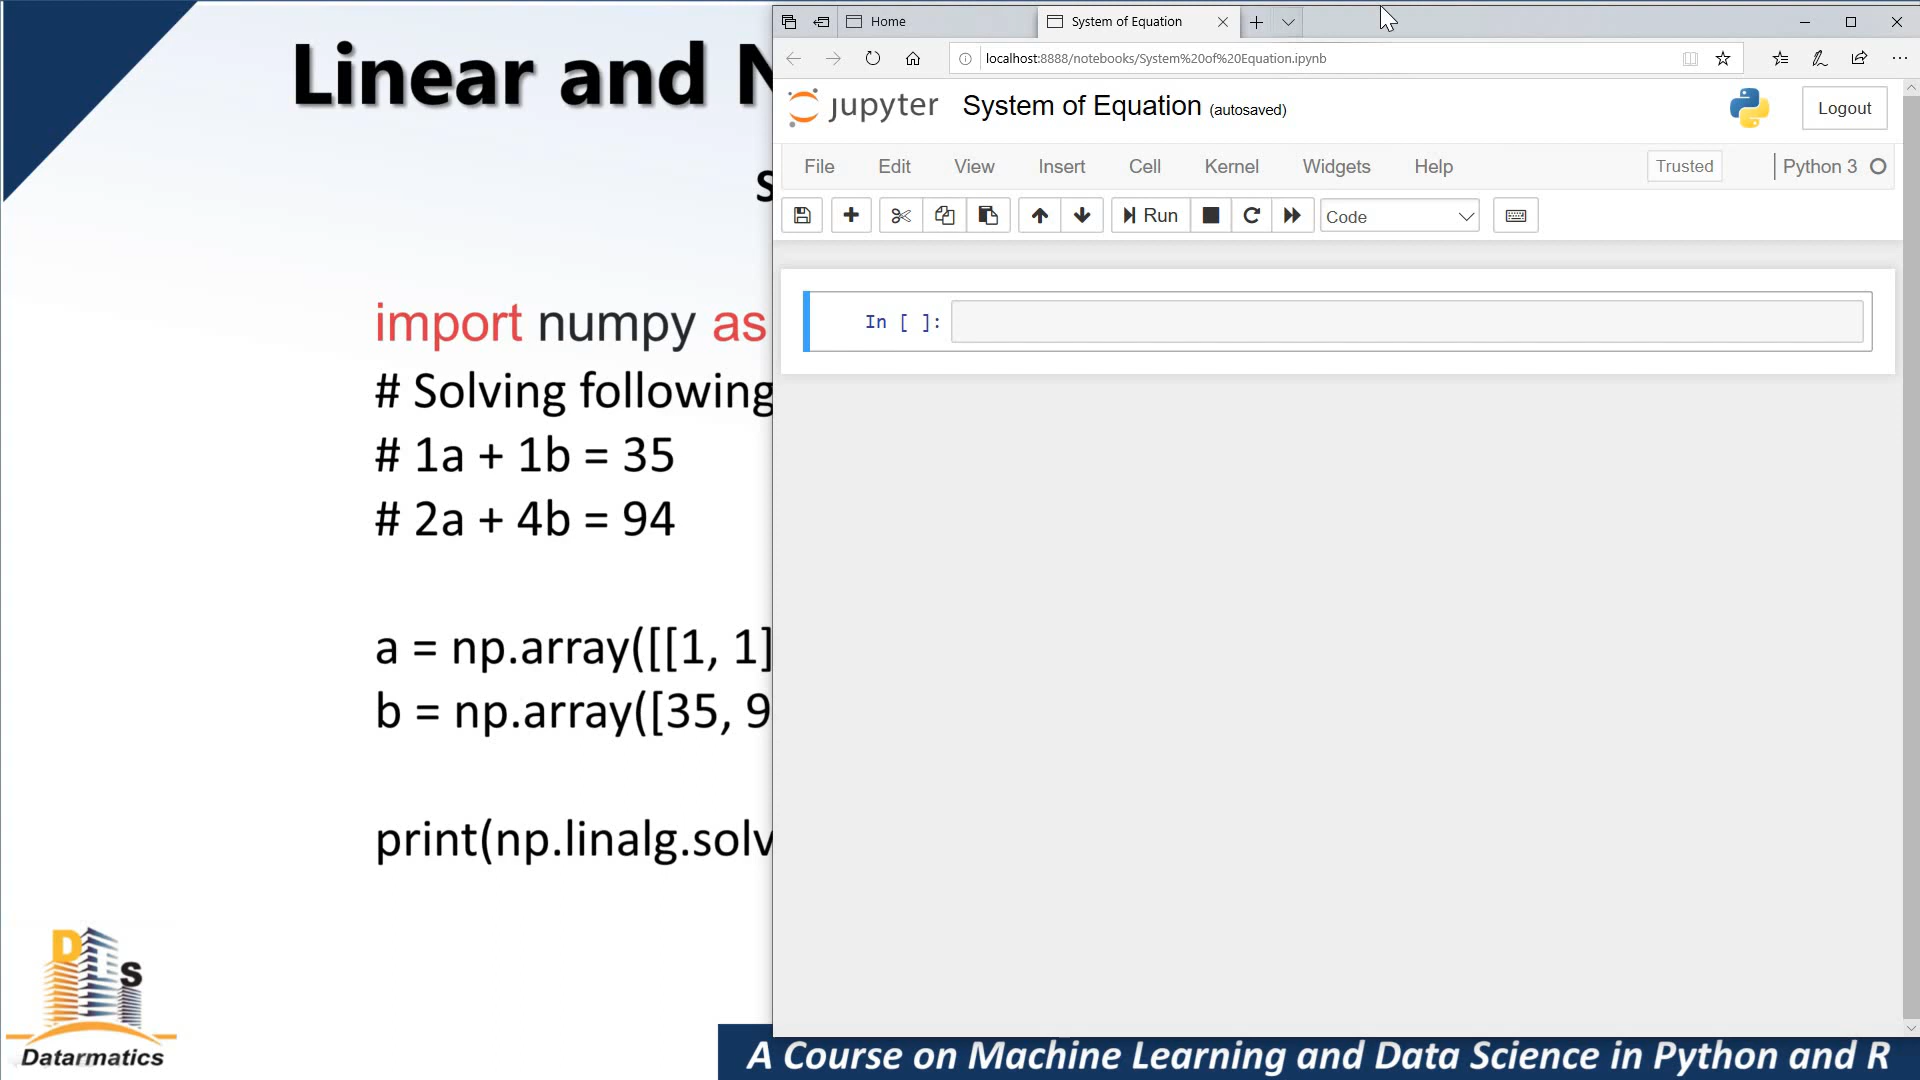 Linear and N
S
import numpy as
# Solving following
# 1a + 1b = 35
# 2a + 4b = 94
a = np.array([[1, 1]
b = np.array([35, 9
print(np.linalg.solv
D S
Datarmatics
A Course on Machine Learning and Data Science in Python and R
Home
System of Equation
localhost:8888/notebooks/System%20of%20Equation.ipynb
jupyter System of Equation (autosaved)
Logout
File Edit View Insert Cell Kernel Widgets Help Trusted Python 3
Run Code
In [ ]: